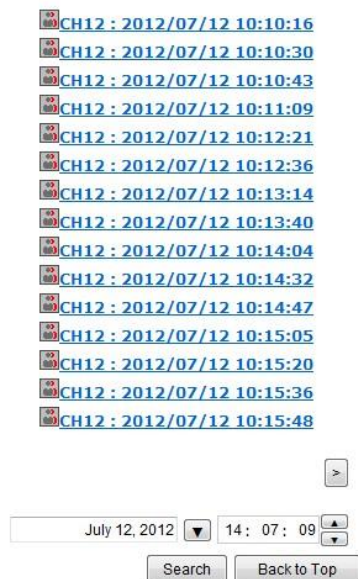 CH12 : 2012/07/12 10:10:16
CH12 : 2012/07/12 10:10:30
CH12 : 2012/07/12 10:10:43
CH12 : 2012/07/12 10:11:09
CH12 : 2012/07/12 10:12:21
CH12 : 2012/07/12 10:12:36
CH12 : 2012/07/12 10:13:14
CH12 : 2012/07/12 10:13:40
CH12 : 2012/07/12 10:14:04
CH12 : 2012/07/12 10:14:32
CH12 : 2012/07/12 10:14:47
CH12 : 2012/07/12 10:15:05
CH12 : 2012/07/12 10:15:20
CH12 : 2012/07/12 10:15:36
CH12 : 2012/07/12 10:15:48
>
July 12, 2012 14: 07: 09
Search Back to Top